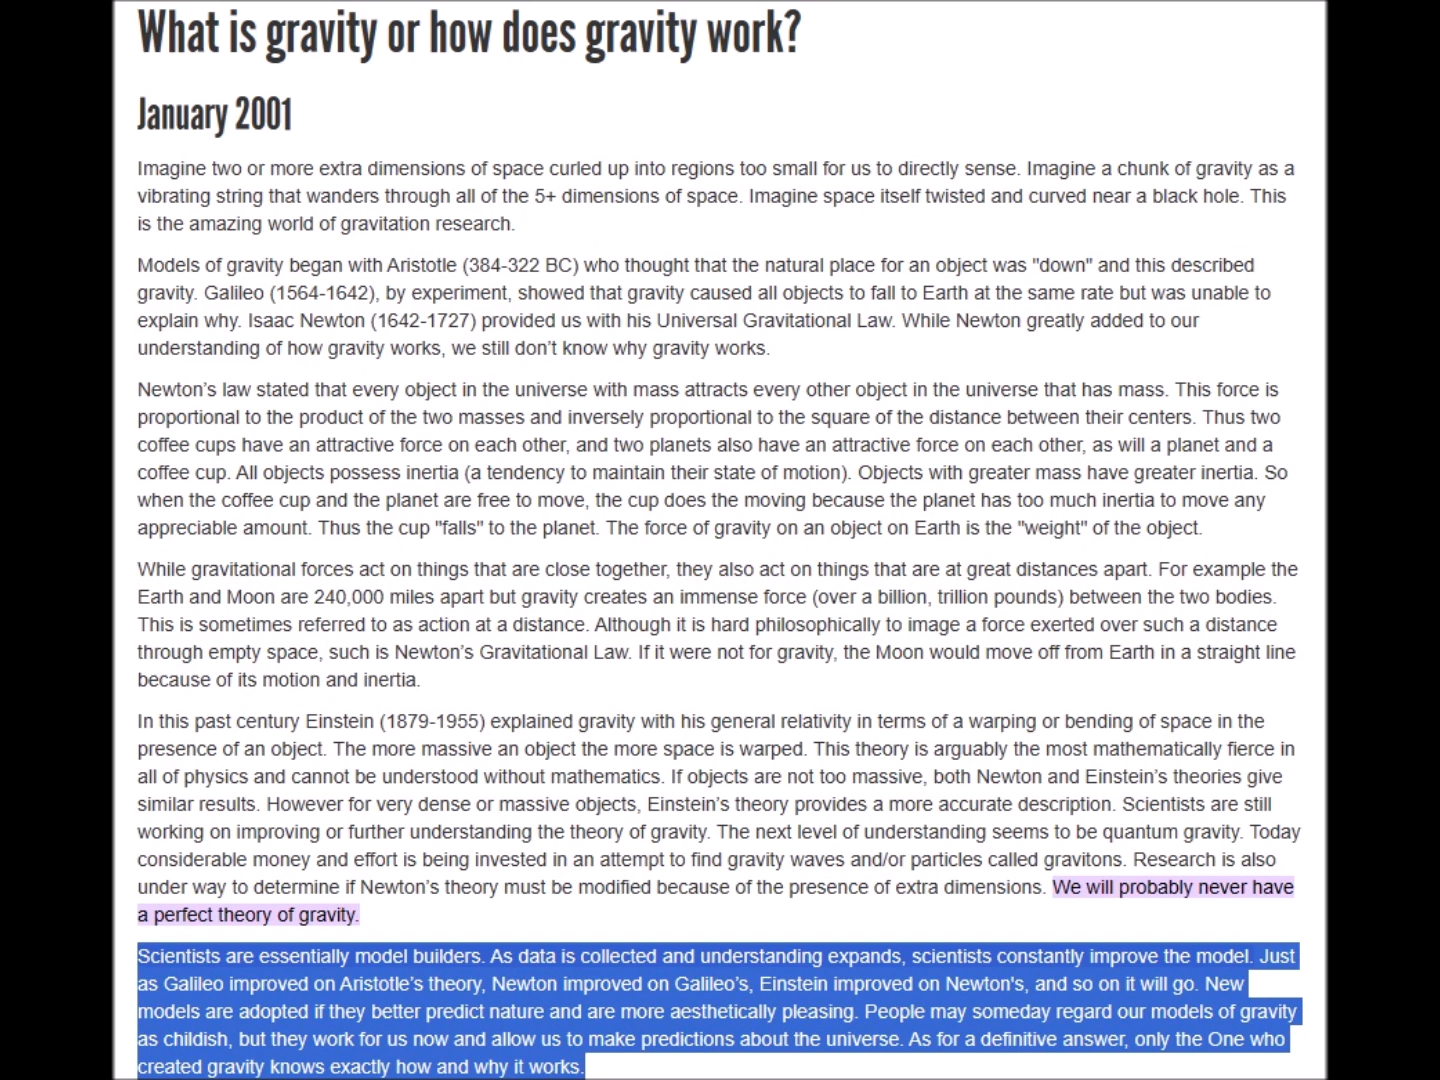 What is gravity or how does gravity work?
January 2001
Imagine two or more extra dimensions of space curled up into regions too small for us to directly sense. Imagine a chunk of gravity as a
vibrating string that wanders through all of the 5+ dimensions of space. Imagine space itself twisted and curved near a black hole. This
is the amazing world of gravitation research.
Models of gravity began with Aristotle (384-322 BC) who thought that the natural place for an object was "down" and this described
gravity. Galileo (1564-1642), by experiment, showed that gravity caused all objects to fall to Earth at the same rate but was unable to
explain why. Isaac Newton (1642-1727) provided us with his Universal Gravitational Law. While Newton greatly added to our
understanding of how gravity works, we still don’t know why gravity works.
Newton’s law stated that every object in the universe with mass attracts every other object in the universe that has mass. This force is
proportional to the product of the two masses and inversely proportional to the square of the distance between their centers. Thus two
coffee cups have an attractive force on each other, and two planets also have an attractive force on each other, as will a planet and a
coffee cup. All objects possess inertia (a tendency to maintain their state of motion). Objects with greater mass have greater inertia. So
when the coffee cup and the planet are free to move, the cup does the moving because the planet has too much inertia to move any
appreciable amount. Thus the cup "falls" to the planet. The force of gravity on an object on Earth is the "weight" of the object.
While gravitational forces act on things that are close together, they also act on things that are at great distances apart. For example the
Earth and Moon are 240,000 miles apart but gravity creates an immense force (over a billion, trillion pounds) between the two bodies.
This is sometimes referred to as action at a distance. Although it is hard philosophically to image a force exerted over such a distance
through empty space, such is Newton’s Gravitational Law. If it were not for gravity, the Moon would move off from Earth in a straight line
because of its motion and inertia.
In this past century Einstein (1879-1955) explained gravity with his general relativity in terms of a warping or bending of space in the
presence of an object. The more massive an object the more space is warped. This theory is arguably the most mathematically fierce in
all of physics and cannot be understood without mathematics. If objects are not too massive, both Newton and Einstein’s theories give
similar results. However for very dense or massive objects, Einstein’s theory provides a more accurate description. Scientists are still
working on improving or further understanding the theory of gravity. The next level of understanding seems to be quantum gravity. Today
considerable money and effort is being invested in an attempt to find gravity waves and/or particles called gravitons. Research is also
under way to determine if Newton’s theory must be modified because of the presence of extra dimensions. We will probably never have
a perfect theory of gravity.
Scientists are essentially model builders. As data is collected and understanding expands, scientists constantly improve the model. Just
as Galileo improved on Aristotle’s theory, Newton improved on Galileo’s, Einstein improved on Newton's, and so on it will go. New
models are adopted if they better predict nature and are more aesthetically pleasing. People may someday regard our models of gravity
as childish, but they work for us now and allow us to make predictions about the universe. As for a definitive answer, only the One who
created gravity knows exactly how and why it works.